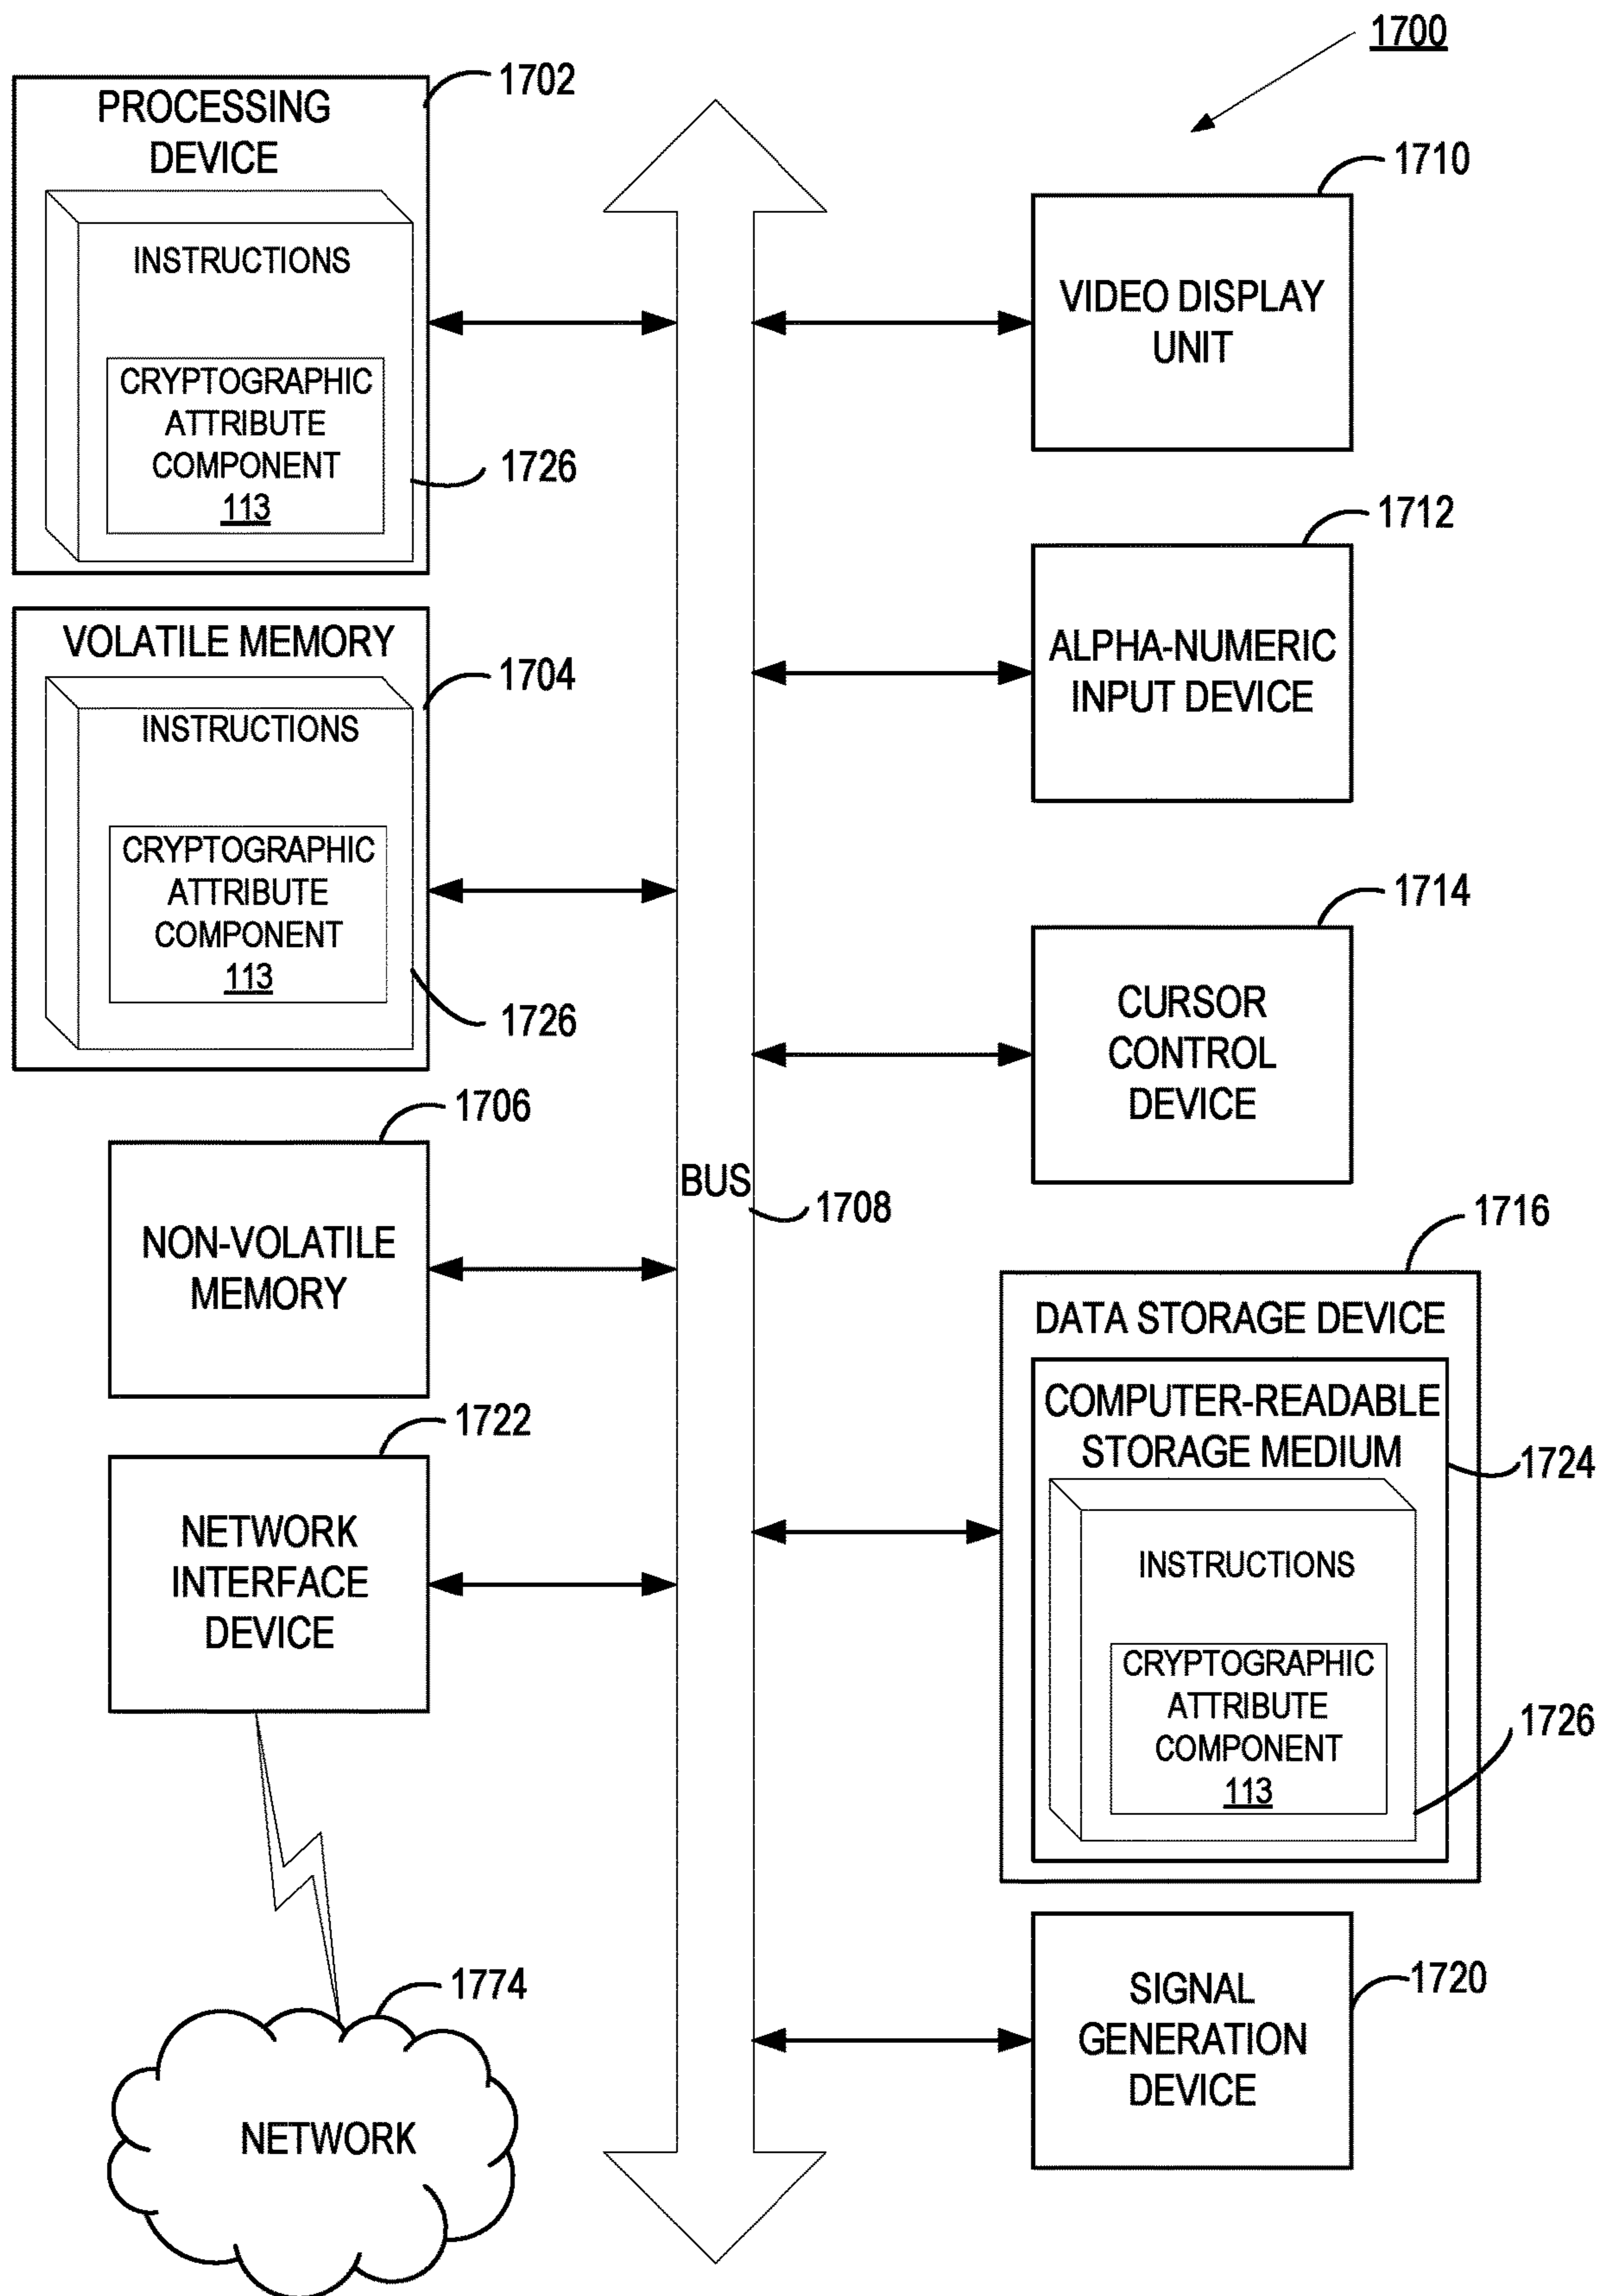 1700
1702
PROCESSING
DEVICE
INSTRUCTIONS
CRYPTOGRAPHIC
ATTRIBUTE
COMPONENT
113
1726
VOLATILE MEMORY
1704
INSTRUCTIONS
CRYPTOGRAPHIC
ATTRIBUTE
COMPONENT
113
1726
1706
NON-VOLATILE
MEMORY
1722
NETWORK
INTERFACE
DEVICE
1774
NETWORK
BUS
1708
1710
VIDEO DISPLAY
UNIT
1712
ALPHA-NUMERIC
INPUT DEVICE
1714
CURSOR
CONTROL
DEVICE
1716
DATA STORAGE DEVICE
COMPUTER-READABLE
STORAGE MEDIUM
1724
INSTRUCTIONS
CRYPTOGRAPHIC
ATTRIBUTE
COMPONENT
113
1726
SIGNAL
GENERATION
DEVICE
1720